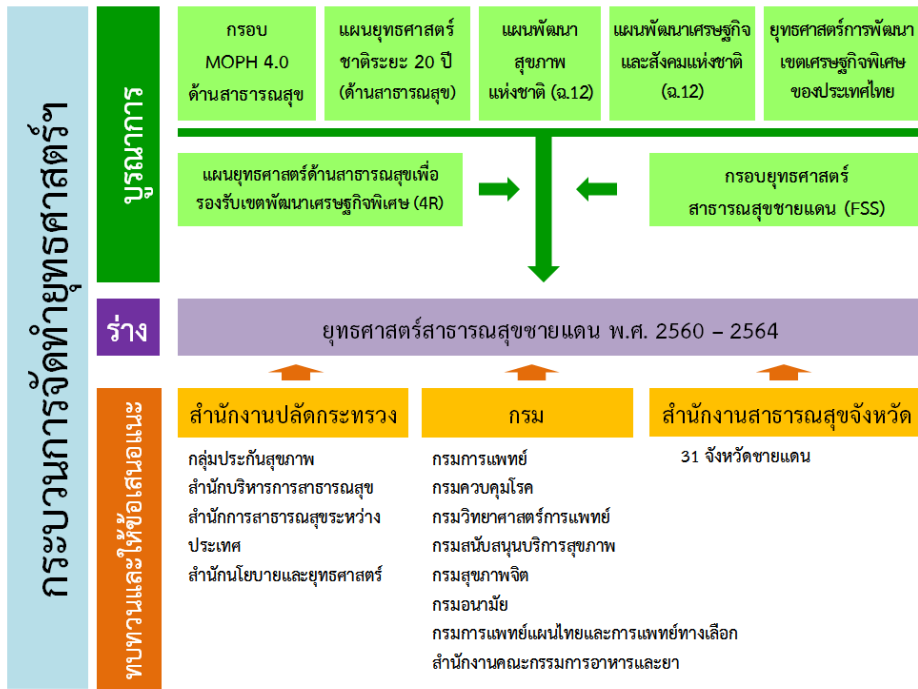 กระบวนการจัดทำยุทธศาสตร์ฯ
บูรณาการ
กรอบ
MOPH 4.0
ด้านสาธารณสุข
แผนยุทธศาสตร์
ชาติระยะ 20 ปี
(ด้านสาธารณสุข)
แผนพัฒนา
สุขภาพ
แห่งชาติ (ฉ.12)
แผนพัฒนาเศรษฐกิจ
และสังคมแห่งชาติ
(ฉ.12)
ยุทธศาสตร์การพัฒนา
เขตเศรษฐกิจพิเศษ
ของประเทศไทย
แผนยุทธศาสตร์ด้านสาธารณสุขเพื่อ
รองรับเขตพัฒนาเศรษฐกิจพิเศษ (4R)
กรอบยุทธศาสตร์
สาธารณสุขชายแดน (FSS)
ร่าง
ยุทธศาสตร์สาธารณสุขชายแดน พ.ศ. 2560 – 2564
ทบทวนและให้ข้อเสนอแนะ
สำนักงานปลัดกระทรวง
กลุ่มประกันสุขภาพ
สำนักบริหารการสาธารณสุข
สำนักการสาธารณสุขระหว่าง
ประเทศ
สำนักนโยบายและยุทธศาสตร์
กรม
กรมการแพทย์
กรมควบคุมโรค
กรมวิทยาศาสตร์การแพทย์
กรมสนับสนุนบริการสุขภาพ
กรมสุขภาพจิต
กรมอนามัย
กรมการแพทย์แผนไทยและการแพทย์ทางเลือก
สำนักงานคณะกรรมการอาหารและยา
สำนักงานสาธารณสุขจังหวัด
31 จังหวัดชายแดน